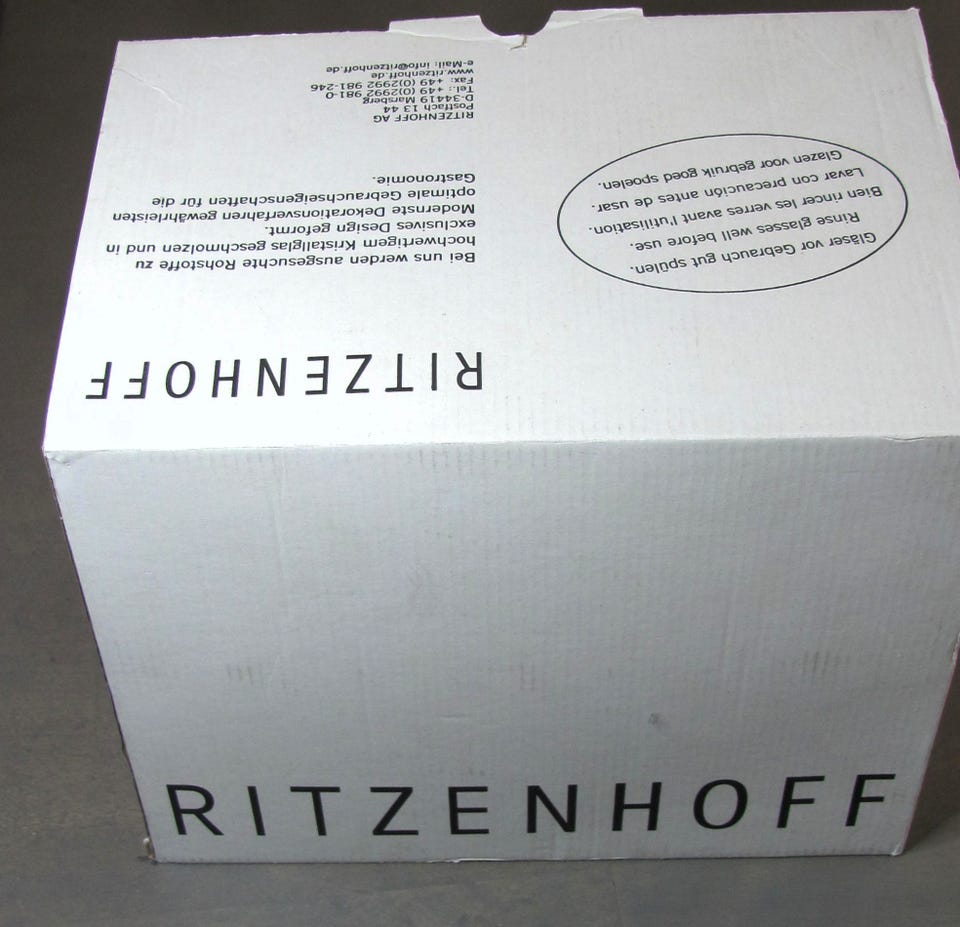 RITZENHOFF
Bei uns werden ausgesuchte Rohstoffe zu
hochwertigem Kristallglas geschmolzen und in
exclusives Design geformt.
Modernste Dekorationsverfahren gewährleisten
optimale Gebrauchseigenschaften für die
Gastronomie.
RITZENHOFF AG
Postfach 13 44
D-34419 Marsberg
Tel.: +49 (0)2992 981-0
Fax: +49 (0)2992 981-246
www.ritzenhoff.de
e-Mail: info@ritzenhoff.de
Gläser vor Gebrauch gut spülen.
Rinse glasses well before use.
Bien rincer les verres avant l'utilisation.
Lavar con precaución antes de usar.
Glazen voor gebruik goed spoelen.
RITZENHOFF